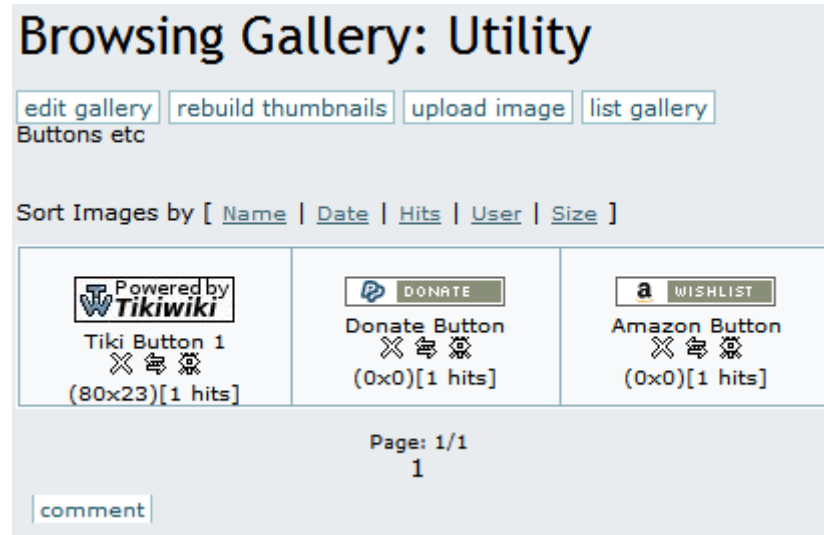 Browsing Gallery: Utility
edit gallery rebuild thumbnails upload image list gallery
Buttons etc
Sort Images by [ Name | Date | Hits | User | Size ]
Powered by
Tikiwiki
Tiki Button 1
(80x23)[1 hits]
DONATE
Donate Button
(0x0)[1 hits]
a WISHLIST
Amazon Button
(0x0)[1 hits]
Page: 1/1
1
comment